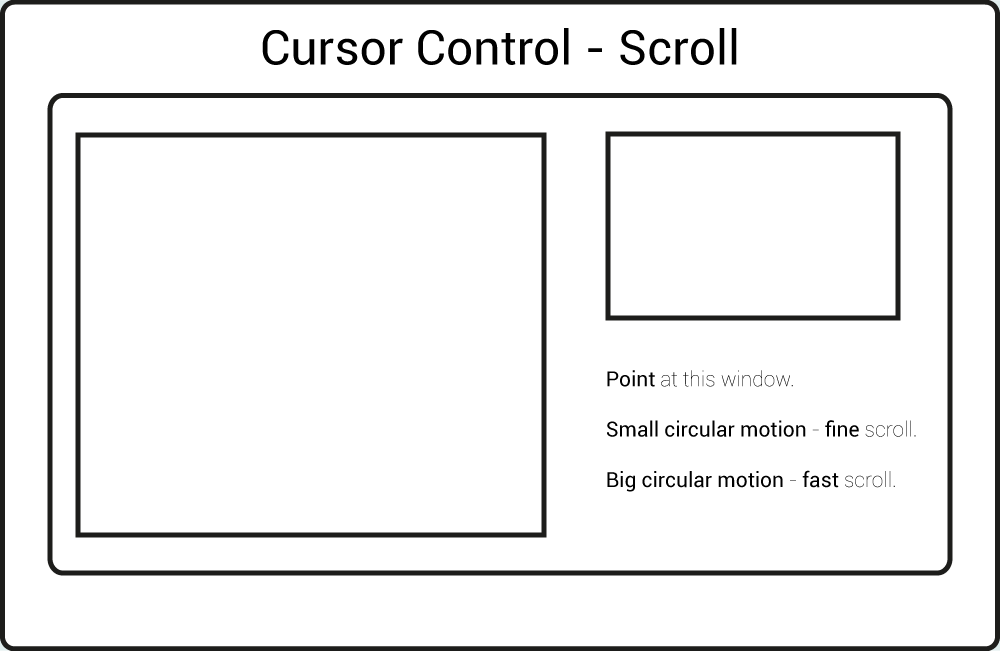 Cursor Control - Scroll
Point at this window.
Small circular motion - fine scroll.
Big circular motion - fast scroll.